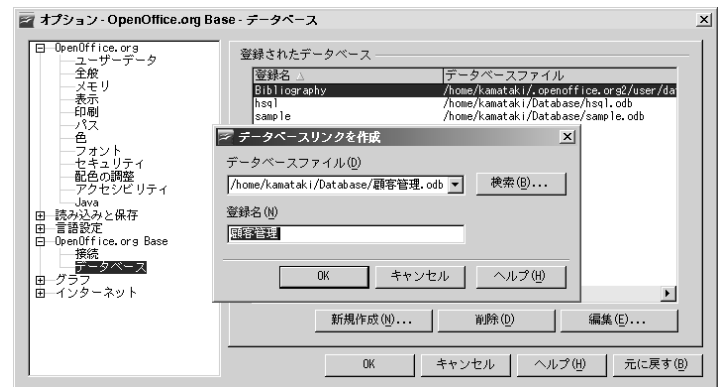 オプション - OpenOffice.org Base - データベース
OpenOffice.org
ユーザーデータ
全般
メモリ
表示
印刷
パス
色
フォント
セキュリティ
配色の調整
アクセシビリティ
Java
読み込みと保存
言語設定
OpenOffice.org Base
接続
データベース
グラフ
インターネット
登録されたデータベース
登録名 データベースファイル
Bibliography /home/kamataki/.openoffice.org2/user/da
hsql /home/kamataki/Database/hsql.odb
sample /home/kamataki/Database/sample.odb
データベースリンクを作成
データベースファイル(D)
/home/kamataki/Database/顧客管理.odb 検索(B)...
登録名(N)
顧客管理
OK キャンセル ヘルプ(H)
新規作成(N)... 削除(D) 編集(E)...
OK キャンセル ヘルプ(H) 元に戻す(B)